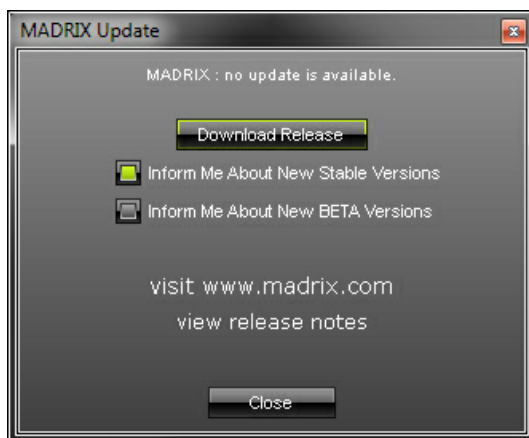 MADRIX Update
MADRIX : no update is available.
Download Release
Inform Me About New Stable Versions
Inform Me About New BETA Versions
visit www.madrix.com
view release notes
Close